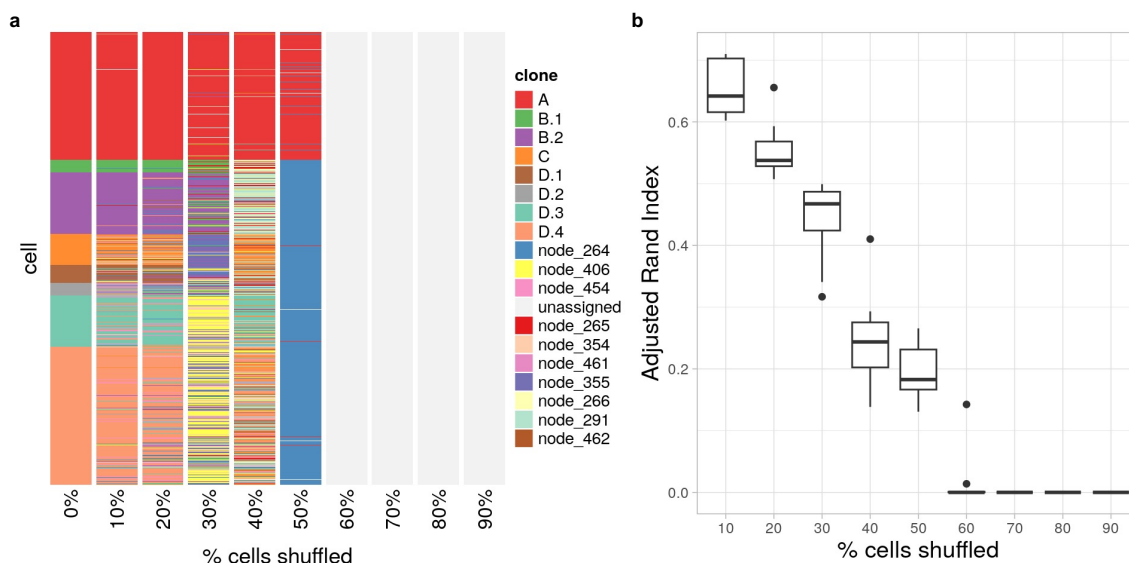 a
cell
0%
10%
20%
30%
40%
50%
60%
70%
80%
90%
% cells shuffled
clone
A
B.1
B.2
C
D.1
D.2
D.3
D.4
node_264
node_406
node_454
unassigned
node_265
node_354
node_461
node_355
node_266
node_291
node_462
b
Adjusted Rand Index
0.6
0.4
0.2
0.0
10 20 30 40 50 60 70 80 90
% cells shuffled